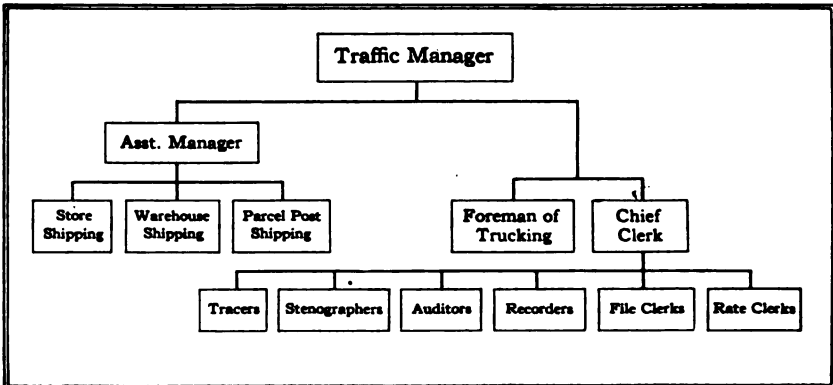 Traffic Manager
Asst. Manager
Store
Shipping
Warehouse
Shipping
Parcel Post
Shipping
Foreman of
Trucking
Chief
Clerk
Tracers
Stenographers
Auditors
Recorders
File Clerks
Rate Clerks